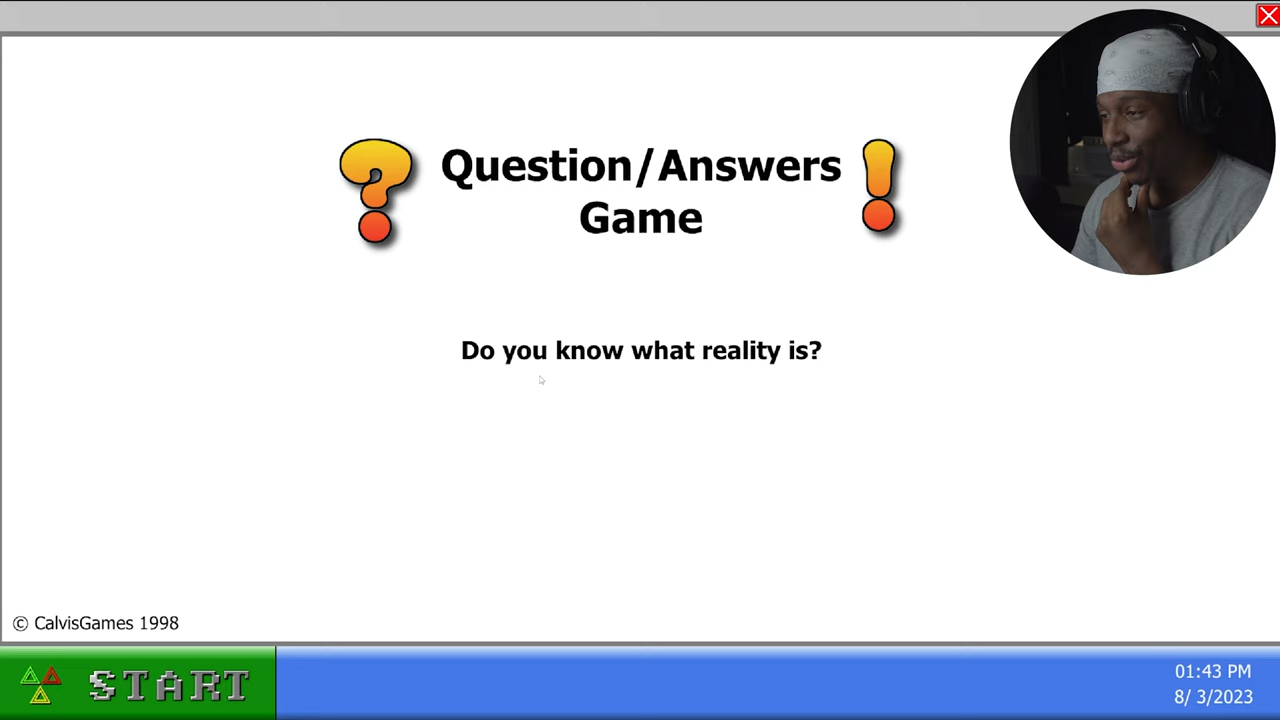 Question/Answers
Game
Do you know what reality is?
© CalvisGames 1998
START
01:43 PM
8/ 3/2023